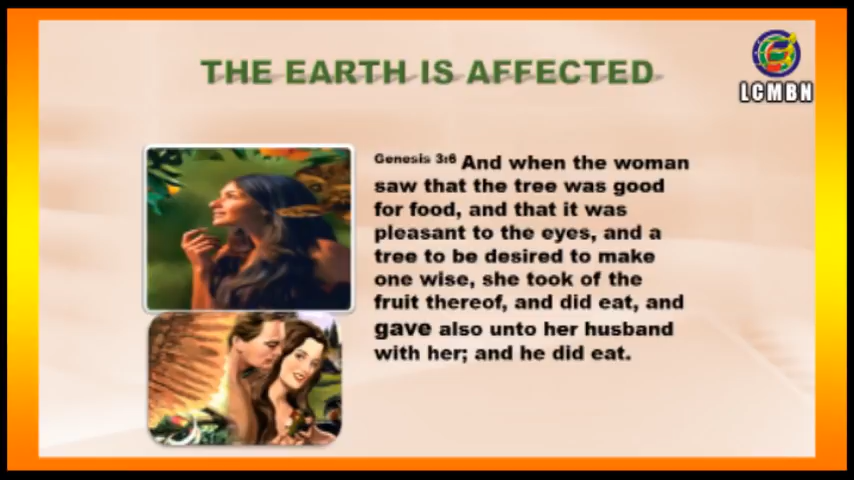 THE EARTH IS AFFECTED
LCMBN
Genesis 3:6 And when the woman
saw that the tree was good
for food, and that it was
pleasant to the eyes, and a
tree to be desired to make
one wise, she took of the
fruit thereof, and did eat, and
gave also unto her husband
with her; and he did eat.